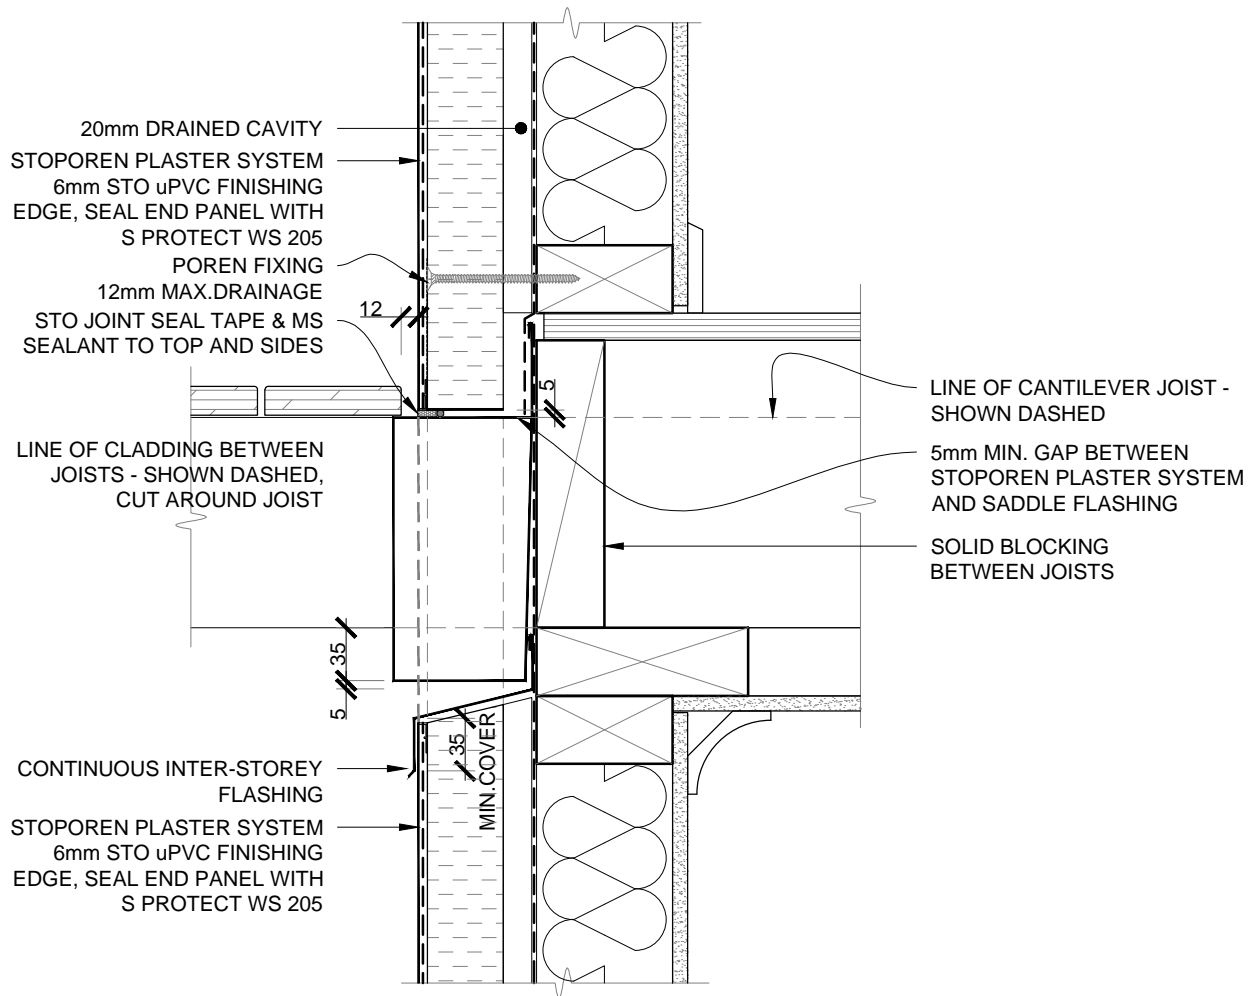 20mm DRAINED CAVITY
STOPOREN PLASTER SYSTEM
6mm STO uPVC FINISHING
EDGE, SEAL END PANEL WITH
S PROTECT WS 205
POREN FIXING
12mm MAX.DRAINAGE
STO JOINT SEAL TAPE & MS
SEALANT TO TOP AND SIDES
12
5
LINE OF CLADDING BETWEEN
JOISTS - SHOWN DASHED,
CUT AROUND JOIST
LINE OF CANTILEVER JOIST -
SHOWN DASHED
5mm MIN. GAP BETWEEN
STOPOREN PLASTER SYSTEM
AND SADDLE FLASHING
SOLID BLOCKING
BETWEEN JOISTS
35
5
35
MIN.COVER
CONTINUOUS INTER-STOREY
FLASHING
STOPOREN PLASTER SYSTEM
6mm STO uPVC FINISHING
EDGE, SEAL END PANEL WITH
S PROTECT WS 205